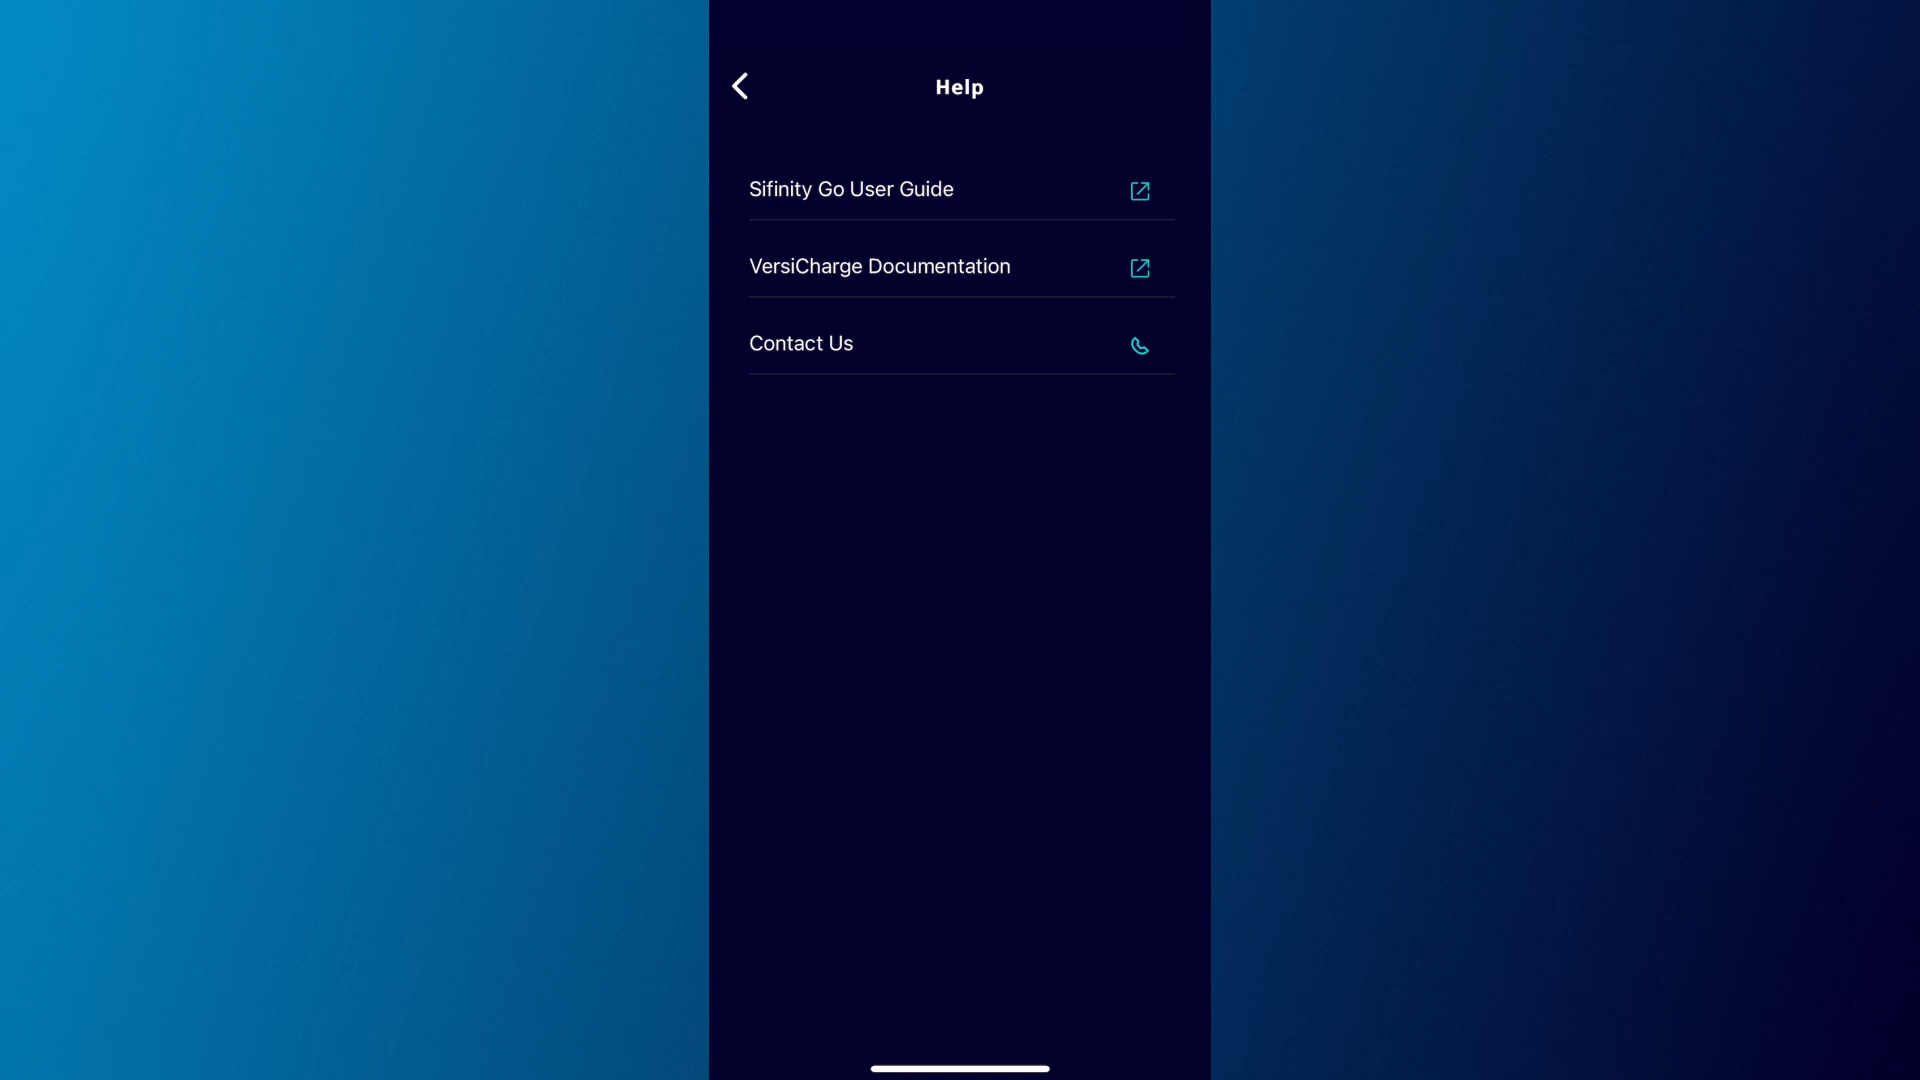 Help
Sifinity Go User Guide
VersiCharge Documentation
Contact Us